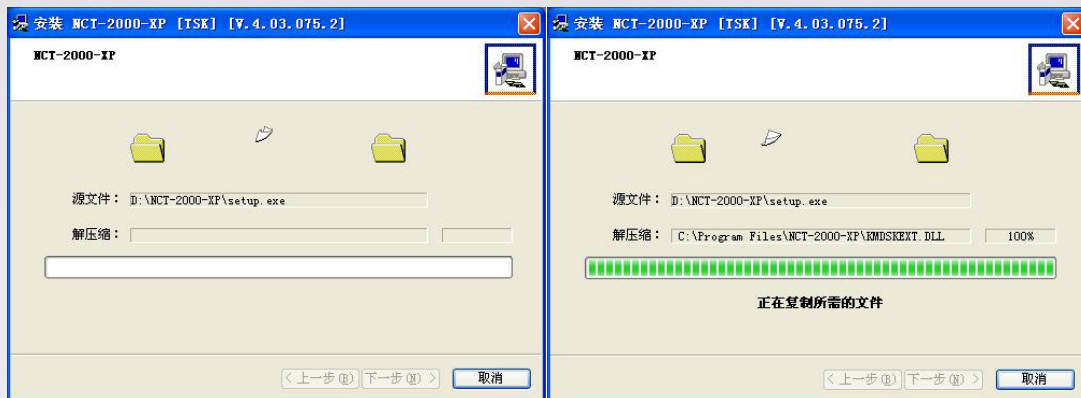 安装 NCT-2000-XP [TSK] [V.4.03.075.2]
NCT-2000-XP
源文件： D:\NCT-2000-XP\setup.exe
解压缩：
< 上一步(B) 下一步(N) > 取消
安装 NCT-2000-XP [TSK] [V.4.03.075.2]
NCT-2000-XP
源文件： D:\NCT-2000-XP\setup.exe
解压缩： C:\Program Files\NCT-2000-XP\KMDSKEXT.DLL 100%
正在复制所需的文件
< 上一步(B) 下一步(N) > 取消